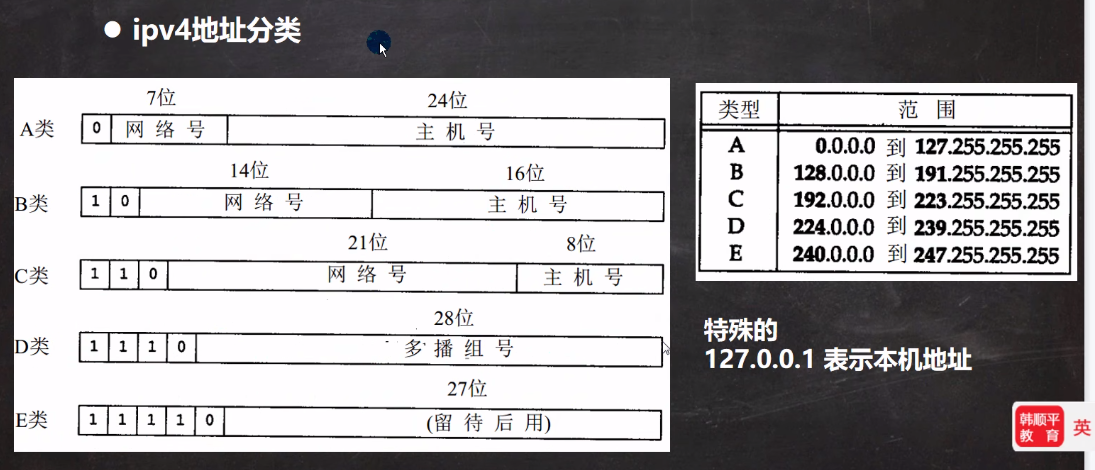 ● ipv4地址分类
7位 24位
A类 0 网络号 主机号
14位 16位
B类 1 0 网络号 主机号
21位 8位
C类 1 1 0 网络号 主机号
28位
D类 1 1 1 0 多播组号
27位
E类 1 1 1 1 0 (留待后用)
类型 范围
A 0.0.0.0 到 127.255.255.255
B 128.0.0.0 到 191.255.255.255
C 192.0.0.0 到 223.255.255.255
D 224.0.0.0 到 239.255.255.255
E 240.0.0.0 到 247.255.255.255
特殊的
127.0.0.1 表示本机地址
韩顺平
教育
英